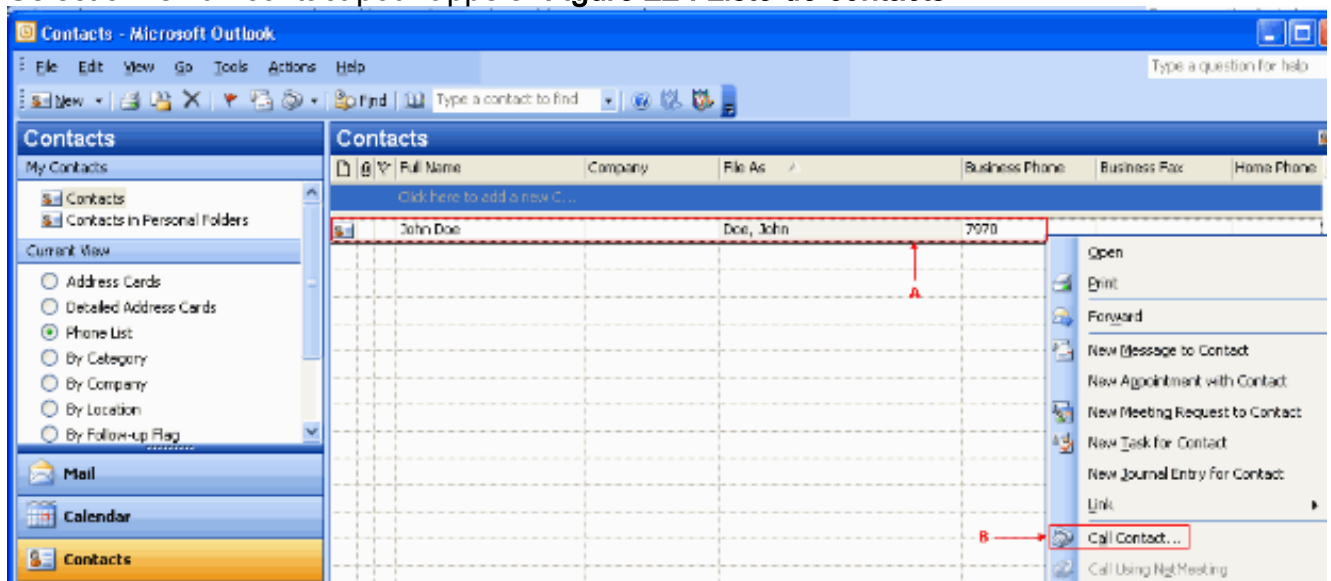 Contacts - Microsoft Outlook
File Edit View Go Tools Actions Help
Type a question for help
New Find Type a contact to find
Contacts
My Contacts
Contacts
Contacts in Personal Folders
Current View
Address Cards
Detailed Address Cards
Phone List
By Category
By Company
By Location
By Follow-up Flag
Mail
Calendar
Contacts
Contacts
Full Name Company File As Business Phone Business Fax Home Phone
Click here to add a new C...
John Doe Doe, John 7970
A
Open
Print
Forward
New Message to Contact
New Appointment with Contact
New Meeting Request to Contact
New Task for Contact
New Journal Entry for Contact
Link
B
Call Contact...
Call Using NetMeeting